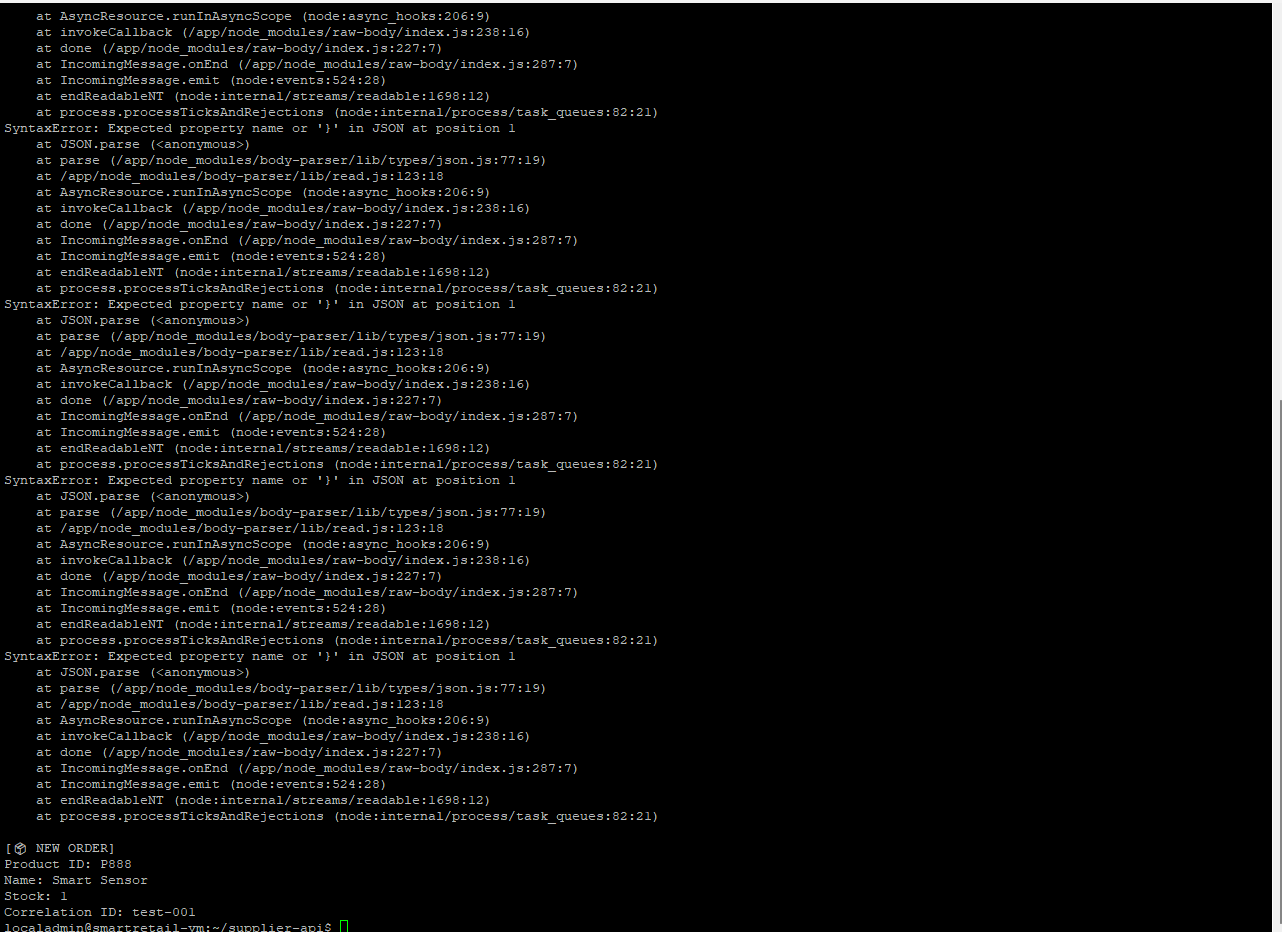 at AsyncResource.runInAsyncScope (node:async_hooks:206:9)
    at invokeCallback (/app/node_modules/raw-body/index.js:238:16)
    at done (/app/node_modules/raw-body/index.js:227:7)
    at IncomingMessage.onEnd (/app/node_modules/raw-body/index.js:287:7)
    at IncomingMessage.emit (node:events:524:28)
    at endReadableNT (node:internal/streams/readable:1698:12)
    at process.processTicksAndRejections (node:internal/process/task_queues:82:21)
SyntaxError: Expected property name or '}' in JSON at position 1
    at JSON.parse (<anonymous>)
    at parse (/app/node_modules/body-parser/lib/types/json.js:77:19)
    at /app/node_modules/body-parser/lib/read.js:123:18
    at AsyncResource.runInAsyncScope (node:async_hooks:206:9)
    at invokeCallback (/app/node_modules/raw-body/index.js:238:16)
    at done (/app/node_modules/raw-body/index.js:227:7)
    at IncomingMessage.onEnd (/app/node_modules/raw-body/index.js:287:7)
    at IncomingMessage.emit (node:events:524:28)
    at endReadableNT (node:internal/streams/readable:1698:12)
    at process.processTicksAndRejections (node:internal/process/task_queues:82:21)
SyntaxError: Expected property name or '}' in JSON at position 1
    at JSON.parse (<anonymous>)
    at parse (/app/node_modules/body-parser/lib/types/json.js:77:19)
    at /app/node_modules/body-parser/lib/read.js:123:18
    at AsyncResource.runInAsyncScope (node:async_hooks:206:9)
    at invokeCallback (/app/node_modules/raw-body/index.js:238:16)
    at done (/app/node_modules/raw-body/index.js:227:7)
    at IncomingMessage.onEnd (/app/node_modules/raw-body/index.js:287:7)
    at IncomingMessage.emit (node:events:524:28)
    at endReadableNT (node:internal/streams/readable:1698:12)
    at process.processTicksAndRejections (node:internal/process/task_queues:82:21)
SyntaxError: Expected property name or '}' in JSON at position 1
    at JSON.parse (<anonymous>)
    at parse (/app/node_modules/body-parser/lib/types/json.js:77:19)
    at /app/node_modules/body-parser/lib/read.js:123:18
    at AsyncResource.runInAsyncScope (node:async_hooks:206:9)
    at invokeCallback (/app/node_modules/raw-body/index.js:238:16)
    at done (/app/node_modules/raw-body/index.js:227:7)
    at IncomingMessage.onEnd (/app/node_modules/raw-body/index.js:287:7)
    at IncomingMessage.emit (node:events:524:28)
    at endReadableNT (node:internal/streams/readable:1698:12)
    at process.processTicksAndRejections (node:internal/process/task_queues:82:21)
SyntaxError: Expected property name or '}' in JSON at position 1
    at JSON.parse (<anonymous>)
    at parse (/app/node_modules/body-parser/lib/types/json.js:77:19)
    at /app/node_modules/body-parser/lib/read.js:123:18
    at AsyncResource.runInAsyncScope (node:async_hooks:206:9)
    at invokeCallback (/app/node_modules/raw-body/index.js:238:16)
    at done (/app/node_modules/raw-body/index.js:227:7)
    at IncomingMessage.onEnd (/app/node_modules/raw-body/index.js:287:7)
    at IncomingMessage.emit (node:events:524:28)
    at endReadableNT (node:internal/streams/readable:1698:12)
    at process.processTicksAndRejections (node:internal/process/task_queues:82:21)

[📦 NEW ORDER]
Product ID: P888
Name: Smart Sensor
Stock: 1
Correlation ID: test-001
localadmin@smartretail-vm:~/supplier-api$